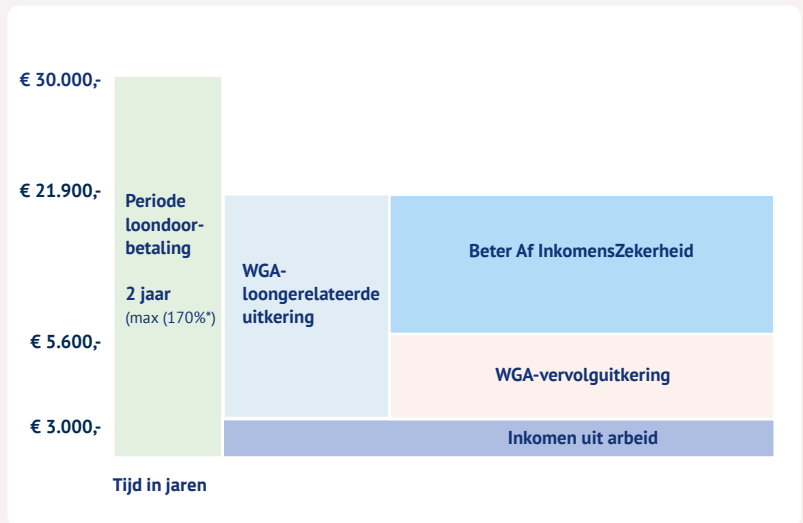 € 30.000,-
€ 21.900,-
Periode
loondoor-
betaling
2 jaar
(max (170%*)
WGA-
loongerelateerde
uitkering
Beter Af InkomensZekerheid
€ 5.600,-
WGA-vervolguitkering
€ 3.000,-
Inkomen uit arbeid
Tijd in jaren